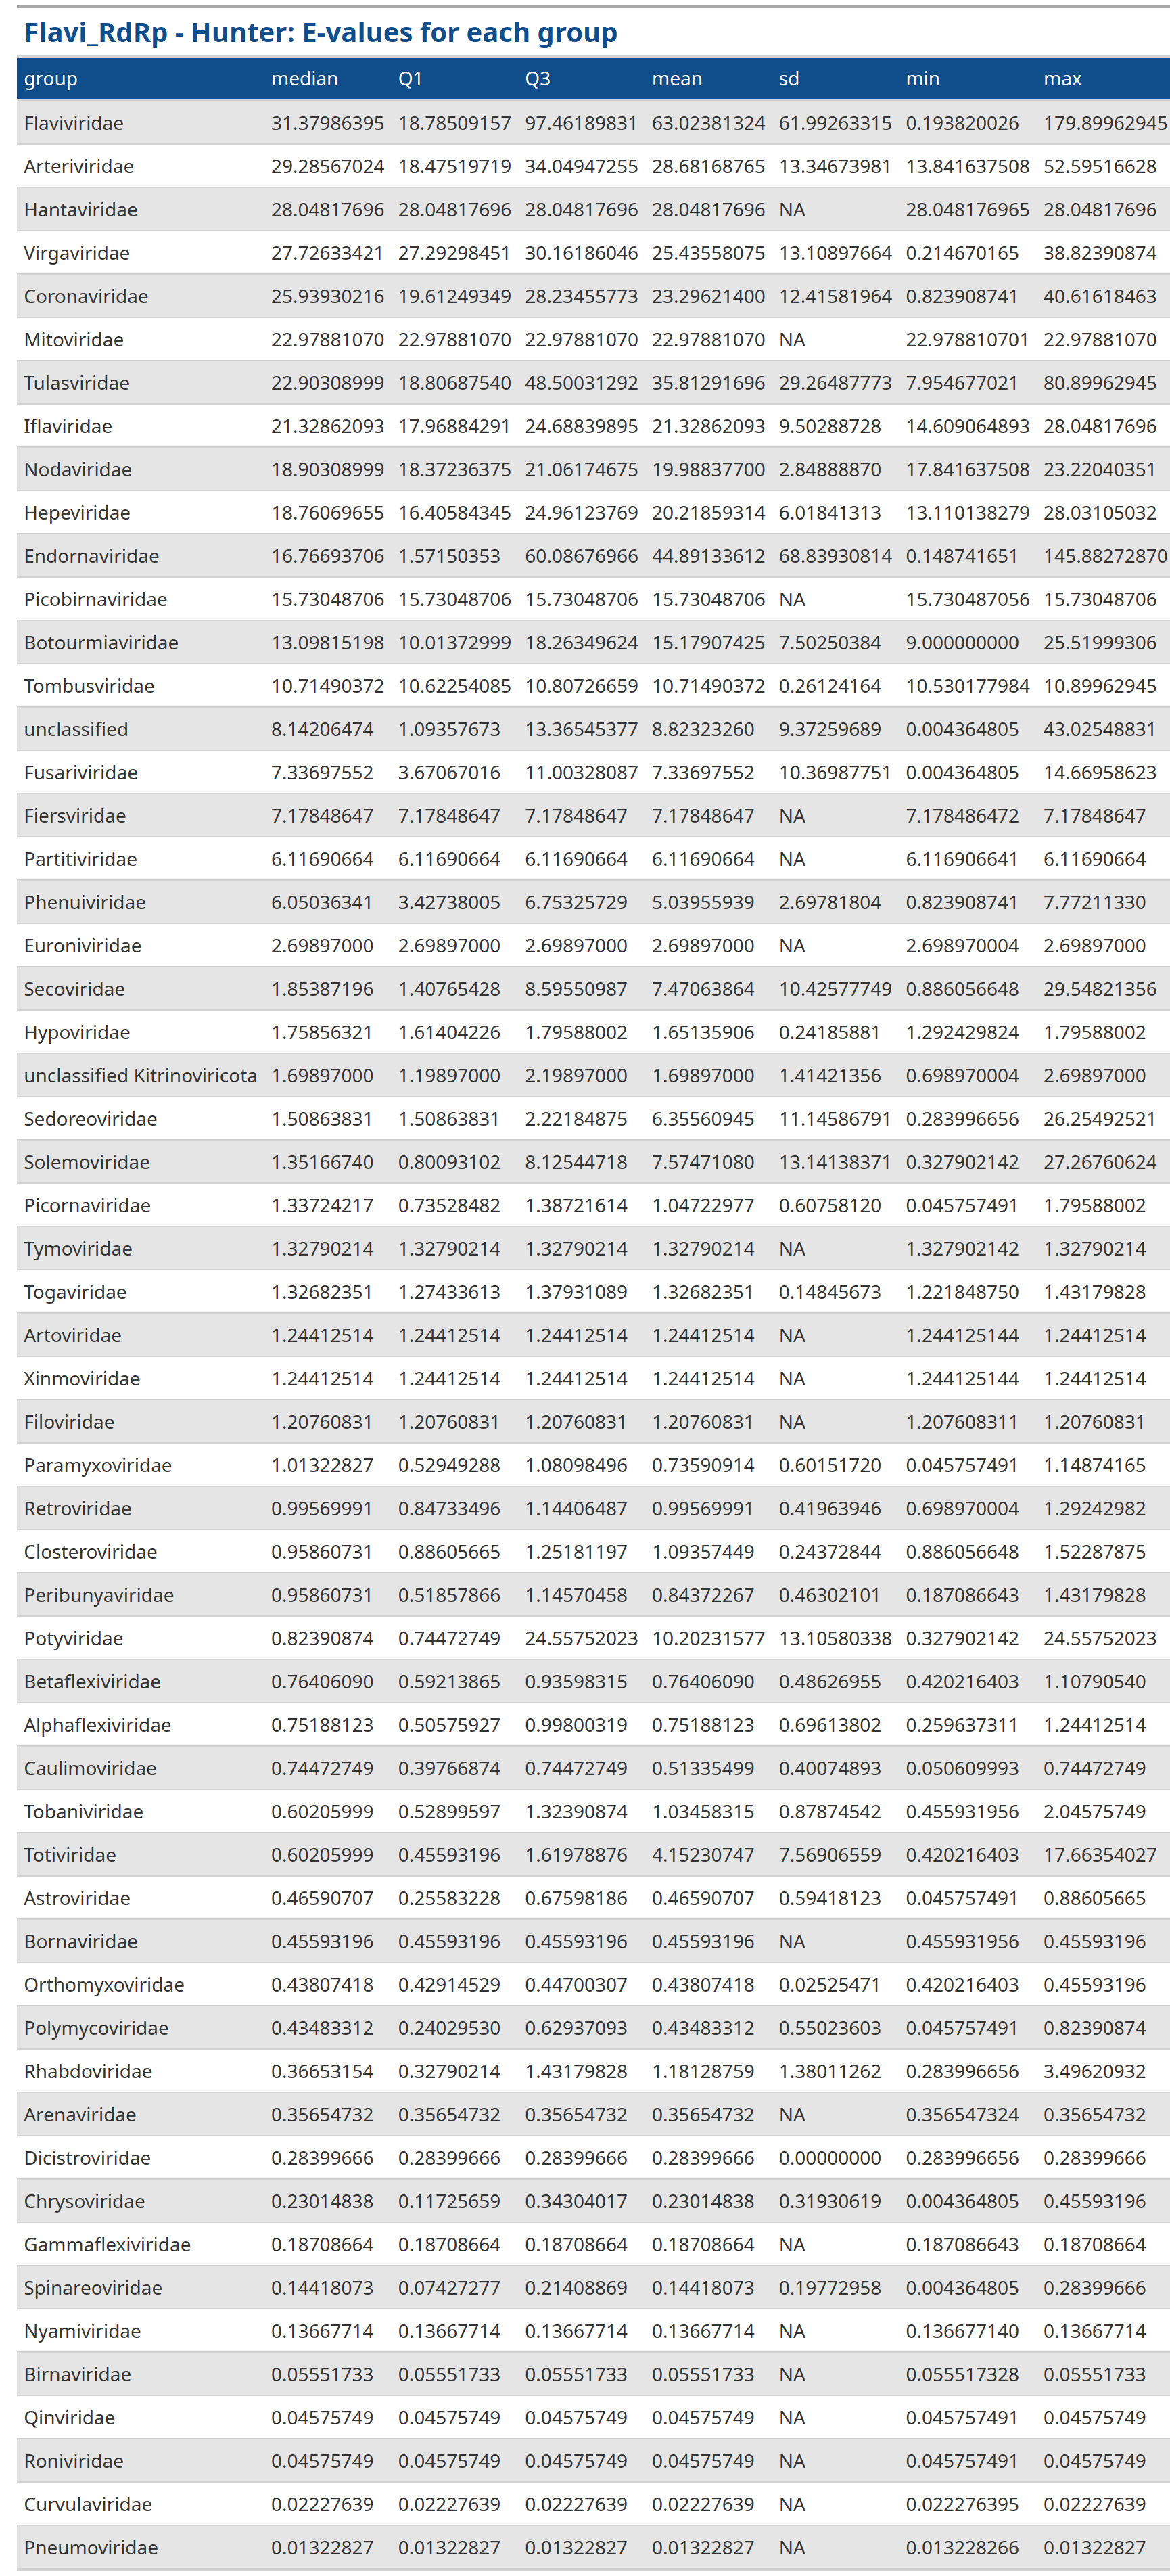 Flavi_RdRp - Hunter: E-values for each group
group median Q1 Q3 mean sd min max
Flaviviridae 31.37986395 18.78509157 97.46189831 63.02381324 61.99263315 0.193820026 179.89962945
Arteriviridae 29.28567024 18.47519719 34.04947255 28.68168765 13.34673981 13.841637508 52.59516628
Hantaviridae 28.04817696 28.04817696 28.04817696 28.04817696 NA 28.048176965 28.04817696
Virgaviridae 27.72633421 27.29298451 30.16186046 25.43558075 13.10897664 0.214670165 38.82390874
Coronaviridae 25.93930216 19.61249349 28.23455773 23.29621400 12.41581964 0.823908741 40.61618463
Mitoviridae 22.97881070 22.97881070 22.97881070 22.97881070 NA 22.978810701 22.97881070
Tulasviridae 22.90308999 18.80687540 48.50031292 35.81291696 29.26487773 7.954677021 80.89962945
Iflaviridae 21.32862093 17.96884291 24.68839895 21.32862093 9.50288728 14.609064893 28.04817696
Nodaviridae 18.90308999 18.37236375 21.06174675 19.98837700 2.84888870 17.841637508 23.22040351
Hepeviridae 18.76069655 16.40584345 24.96123769 20.21859314 6.01841313 13.110138279 28.03105032
Endornaviridae 16.76693706 1.57150353 60.08676966 44.89133612 68.83930814 0.148741651 145.88272870
Picobirnaviridae 15.73048706 15.73048706 15.73048706 15.73048706 NA 15.730487056 15.73048706
Botourmiaviridae 13.09815198 10.01372999 18.26349624 15.17907425 7.50250384 9.000000000 25.51999306
Tombusviridae 10.71490372 10.62254085 10.80726659 10.71490372 0.26124164 10.530177984 10.89962945
unclassified 8.14206474 1.09357673 13.36545377 8.82323260 9.37259689 0.004364805 43.02548831
Fusariviridae 7.33697552 3.67067016 11.00328087 7.33697552 10.36987751 0.004364805 14.66958623
Fiersviridae 7.17848647 7.17848647 7.17848647 7.17848647 NA 7.178486472 7.17848647
Partitiviridae 6.11690664 6.11690664 6.11690664 6.11690664 NA 6.116906641 6.11690664
Phenuiviridae 6.05036341 3.42738005 6.75325729 5.03955939 2.69781804 0.823908741 7.77211330
Euroniviridae 2.69897000 2.69897000 2.69897000 2.69897000 NA 2.698970004 2.69897000
Secoviridae 1.85387196 1.40765428 8.59550987 7.47063864 10.42577749 0.886056648 29.54821356
Hypoviridae 1.75856321 1.61404226 1.79588002 1.65135906 0.24185881 1.292429824 1.79588002
unclassified Kitrinoviricota 1.69897000 1.19897000 2.19897000 1.69897000 1.41421356 0.698970004 2.69897000
Sedoreoviridae 1.50863831 1.50863831 2.22184875 6.35560945 11.14586791 0.283996656 26.25492521
Solemoviridae 1.35166740 0.80093102 8.12544718 7.57471080 13.14138371 0.327902142 27.26760624
Picornaviridae 1.33724217 0.73528482 1.38721614 1.04722977 0.60758120 0.045757491 1.79588002
Tymoviridae 1.32790214 1.32790214 1.32790214 1.32790214 NA 1.327902142 1.32790214
Togaviridae 1.32682351 1.27433613 1.37931089 1.32682351 0.14845673 1.221848750 1.43179828
Artoviridae 1.24412514 1.24412514 1.24412514 1.24412514 NA 1.244125144 1.24412514
Xinmoviridae 1.24412514 1.24412514 1.24412514 1.24412514 NA 1.244125144 1.24412514
Filoviridae 1.20760831 1.20760831 1.20760831 1.20760831 NA 1.207608311 1.20760831
Paramyxoviridae 1.01322827 0.52949288 1.08098496 0.73590914 0.60151720 0.045757491 1.14874165
Retroviridae 0.99569991 0.84733496 1.14406487 0.99569991 0.41963946 0.698970004 1.29242982
Closteroviridae 0.95860731 0.88605665 1.25181197 1.09357449 0.24372844 0.886056648 1.52287875
Peribunyaviridae 0.95860731 0.51857866 1.14570458 0.84372267 0.46302101 0.187086643 1.43179828
Potyviridae 0.82390874 0.74472749 24.55752023 10.20231577 13.10580338 0.327902142 24.55752023
Betaflexiviridae 0.76406090 0.59213865 0.93598315 0.76406090 0.48626955 0.420216403 1.10790540
Alphaflexiviridae 0.75188123 0.50575927 0.99800319 0.75188123 0.69613802 0.259637311 1.24412514
Caulimoviridae 0.74472749 0.39766874 0.74472749 0.51335499 0.40074893 0.050609993 0.74472749
Tobaniviridae 0.60205999 0.52899597 1.32390874 1.03458315 0.87874542 0.455931956 2.04575749
Totiviridae 0.60205999 0.45593196 1.61978876 4.15230747 7.56906559 0.420216403 17.66354027
Astroviridae 0.46590707 0.25583228 0.67598186 0.46590707 0.59418123 0.045757491 0.88605665
Bornaviridae 0.45593196 0.45593196 0.45593196 0.45593196 NA 0.455931956 0.45593196
Orthomyxoviridae 0.43807418 0.42914529 0.44700307 0.43807418 0.02525471 0.420216403 0.45593196
Polymycoviridae 0.43483312 0.24029530 0.62937093 0.43483312 0.55023603 0.045757491 0.82390874
Rhabdoviridae 0.36653154 0.32790214 1.43179828 1.18128759 1.38011262 0.283996656 3.49620932
Arenaviridae 0.35654732 0.35654732 0.35654732 0.35654732 NA 0.356547324 0.35654732
Dicistroviridae 0.28399666 0.28399666 0.28399666 0.28399666 0.00000000 0.283996656 0.28399666
Chrysoviridae 0.23014838 0.11725659 0.34304017 0.23014838 0.31930619 0.004364805 0.45593196
Gammaflexiviridae 0.18708664 0.18708664 0.18708664 0.18708664 NA 0.187086643 0.18708664
Spinareoviridae 0.14418073 0.07427277 0.21408869 0.14418073 0.19772958 0.004364805 0.28399666
Nyamiviridae 0.13667714 0.13667714 0.13667714 0.13667714 NA 0.136677140 0.13667714
Birnaviridae 0.05551733 0.05551733 0.05551733 0.05551733 NA 0.055517328 0.05551733
Qinviridae 0.04575749 0.04575749 0.04575749 0.04575749 NA 0.045757491 0.04575749
Roniviridae 0.04575749 0.04575749 0.04575749 0.04575749 NA 0.045757491 0.04575749
Curvulaviridae 0.02227639 0.02227639 0.02227639 0.02227639 NA 0.022276395 0.02227639
Pneumoviridae 0.01322827 0.01322827 0.01322827 0.01322827 NA 0.013228266 0.01322827